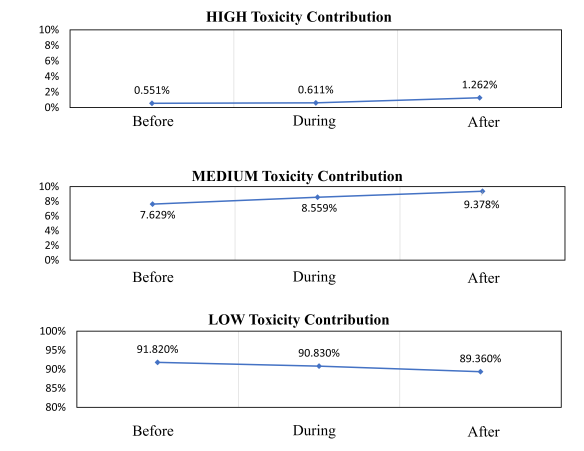 HIGH Toxicity Contribution
10%
8%
6%
4%
2%
0%
0.551%
0.611%
1.262%
Before
During
After
MEDIUM Toxicity Contribution
10%
8%
6%
4%
2%
0%
7.629%
8.559%
9.378%
Before
During
After
LOW Toxicity Contribution
100%
95%
90%
85%
80%
91.820%
90.830%
89.360%
Before
During
After